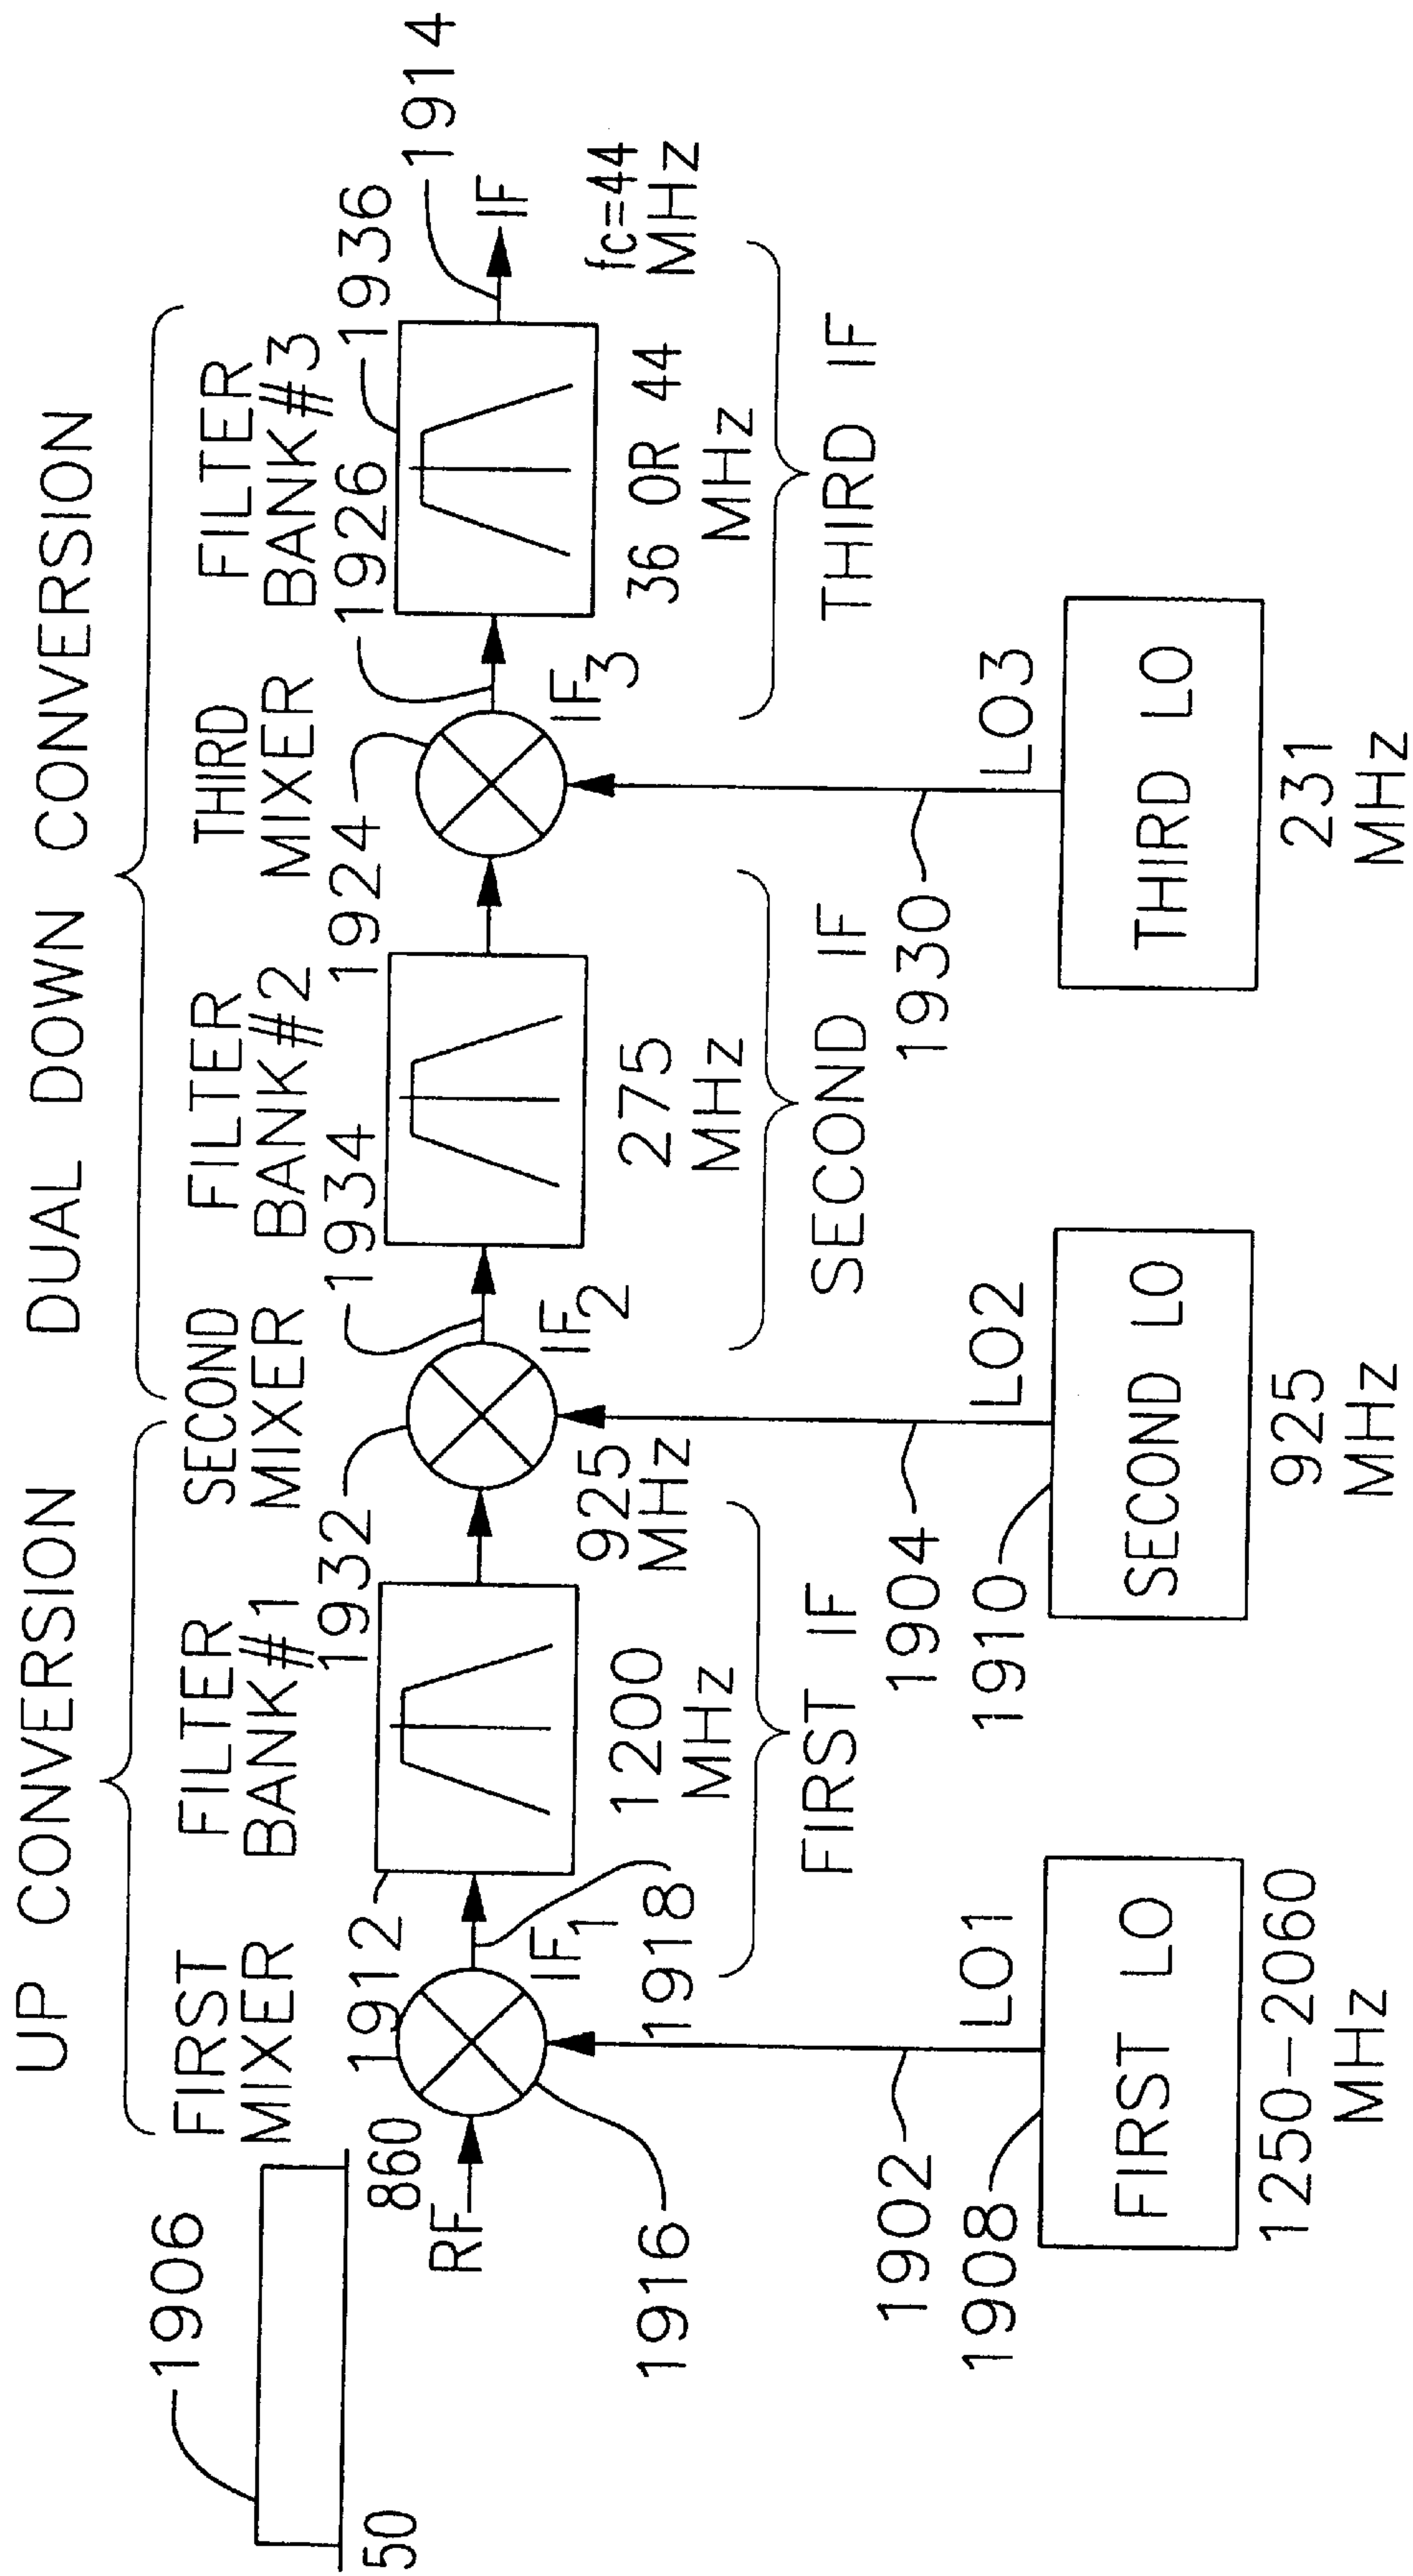 UP CONVERSION
DUAL DOWN CONVERSION
1906
50
860
RF
FIRST
MIXER
1912
1916
IF1
1918
FILTER
BANK#1
1200
MHz
FIRST IF
SECOND
MIXER
1932
925
MHz
IF2
1934
FILTER
BANK#2
275
MHz
SECOND IF
THIRD
MIXER
1924
IF3
1926
FILTER
BANK#3
1936
36 OR 44
MHz
THIRD IF
IF
1914
fc=44
MHz
1902
LO1
1908
FIRST LO
1250-2060
MHz
1904
LO2
1910
SECOND LO
925
MHz
1930
LO3
THIRD LO
231
MHz